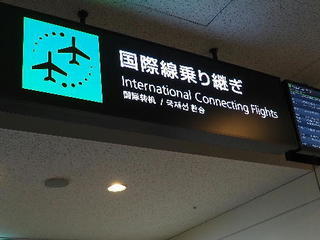 国際線乗り継ぎ
International Connecting Flights
国际转机 / 국제선 환승